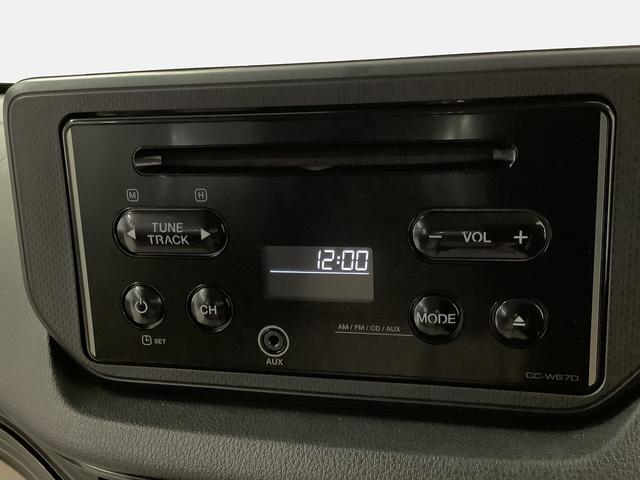 M H
TUNE
TRACK
- VOL +
12:00
CH
SET
AUX
AM / FM / CD / AUX
MODE
CC-W67D